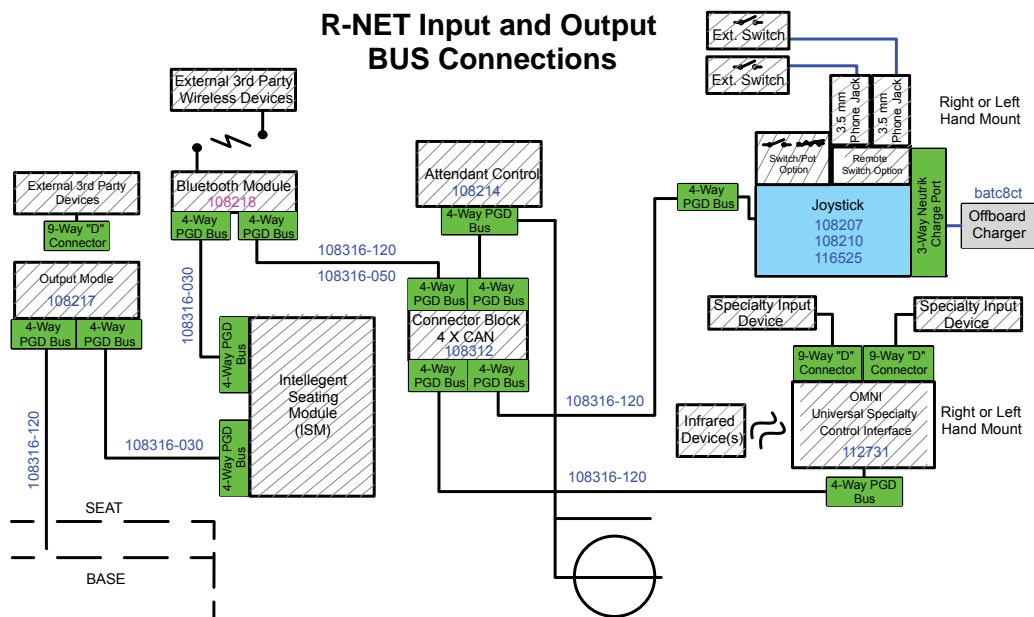 R-NET Input and Output
BUS Connections
Ext. Switch
Ext. Switch
3.5 mm
Phone Jack
3.5 mm
Phone Jack
Right or Left
Hand Mount
External 3rd Party
Wireless Devices
Switch/Pot
Option
Remote
Switch Option
3-Way Neutrik
Charge Port
batc8ct
Offboard
Charger
4-Way
PGD Bus
Joystick
108207
108210
116525
External 3rd Party
Devices
9-Way "D"
Connector
Bluetooth Module
108218
4-Way
PGD Bus
4-Way
PGD Bus
Attendant Control
108214
4-Way PGD
Bus
108316-120
108316-050
108316-030
Output Modle
108217
4-Way
PGD Bus
4-Way
PGD Bus
4-Way
PGD Bus
4-Way
PGD Bus
Connector Block
4 X CAN
108312
4-Way
PGD Bus
4-Way
PGD Bus
Specialty Input
Device
Specialty Input
Device
9-Way "D"
Connector
9-Way "D"
Connector
4-Way PGD
Bus
Intellegent
Seating
Module
(ISM)
4-Way PGD
Bus
108316-120
108316-030
108316-120
Infrared
Device(s)
OMNI
Universal Specialty
Control Interface
112731
Right or Left
Hand Mount
108316-120
4-Way PGD
Bus
SEAT
BASE